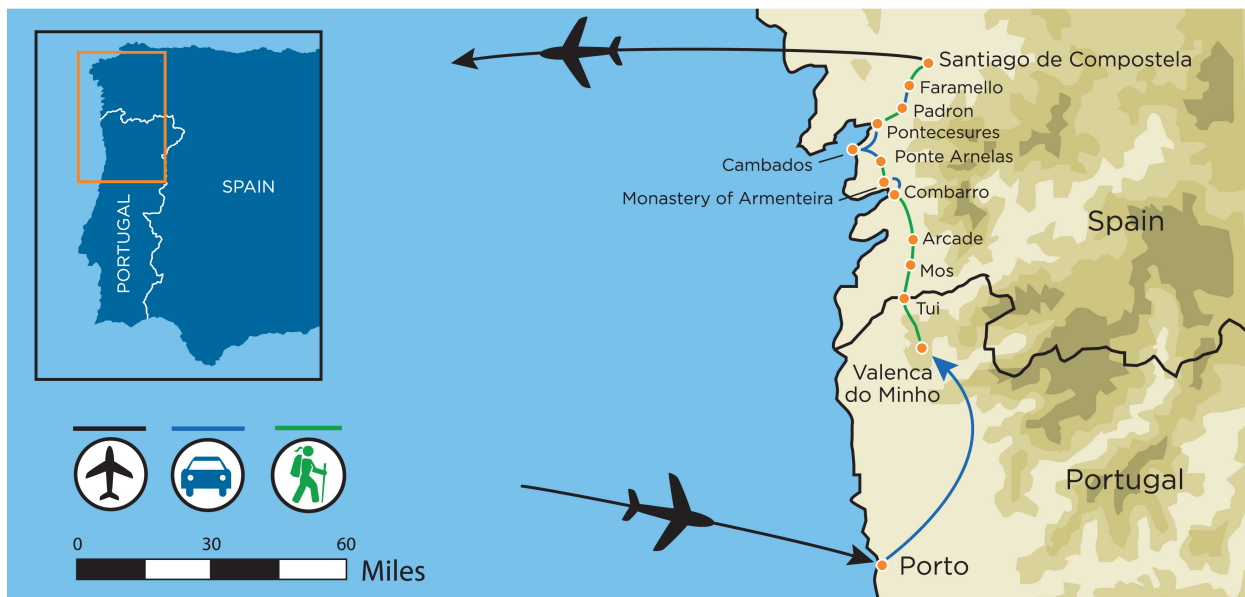 SPAIN
PORTUGAL
0 30 60
Miles
Santiago de Compostela
Faramello
Padron
Pontecesures
Cambados
Ponte Arnelas
Monastery of Armenteira
Combarro
Arcade
Mos
Tui
Valenca
do Minho
Porto
Spain
Portugal